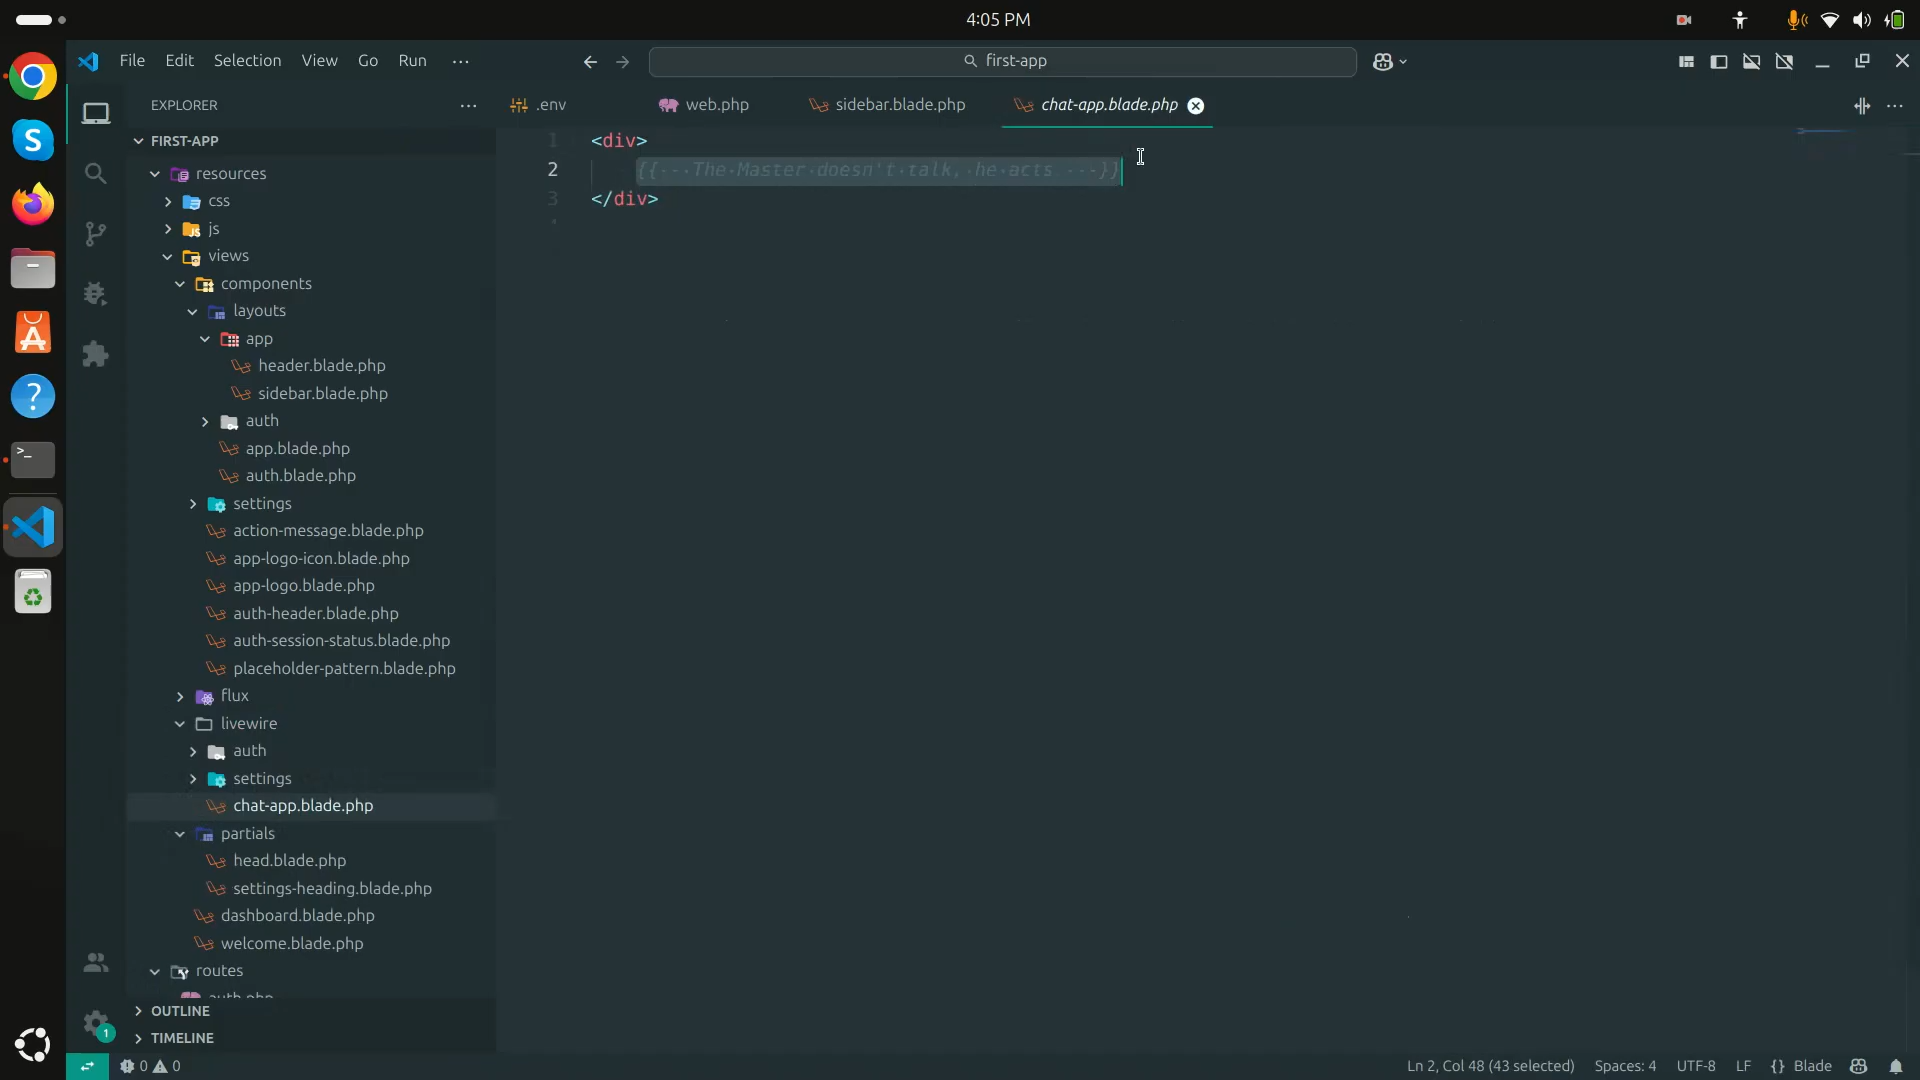 4:05 PM
File Edit Selection View Go Run ···
first-app
EXPLORER ···
.env web.php sidebar.blade.php chat-app.blade.php
FIRST-APP
resources
css
js
views
components
layouts
app
header.blade.php
sidebar.blade.php
auth
app.blade.php
auth.blade.php
settings
action-message.blade.php
app-logo-icon.blade.php
app-logo.blade.php
auth-header.blade.php
auth-session-status.blade.php
placeholder-pattern.blade.php
flux
livewire
auth
settings
chat-app.blade.php
partials
head.blade.php
settings-heading.blade.php
dashboard.blade.php
welcome.blade.php
routes
auth.php
OUTLINE
TIMELINE
1 <div>
2 {{-- The Master doesn't talk, he acts. --}}
3 </div>
0 0
Ln 2, Col 48 (43 selected) Spaces: 4 UTF-8 LF {} Blade
1